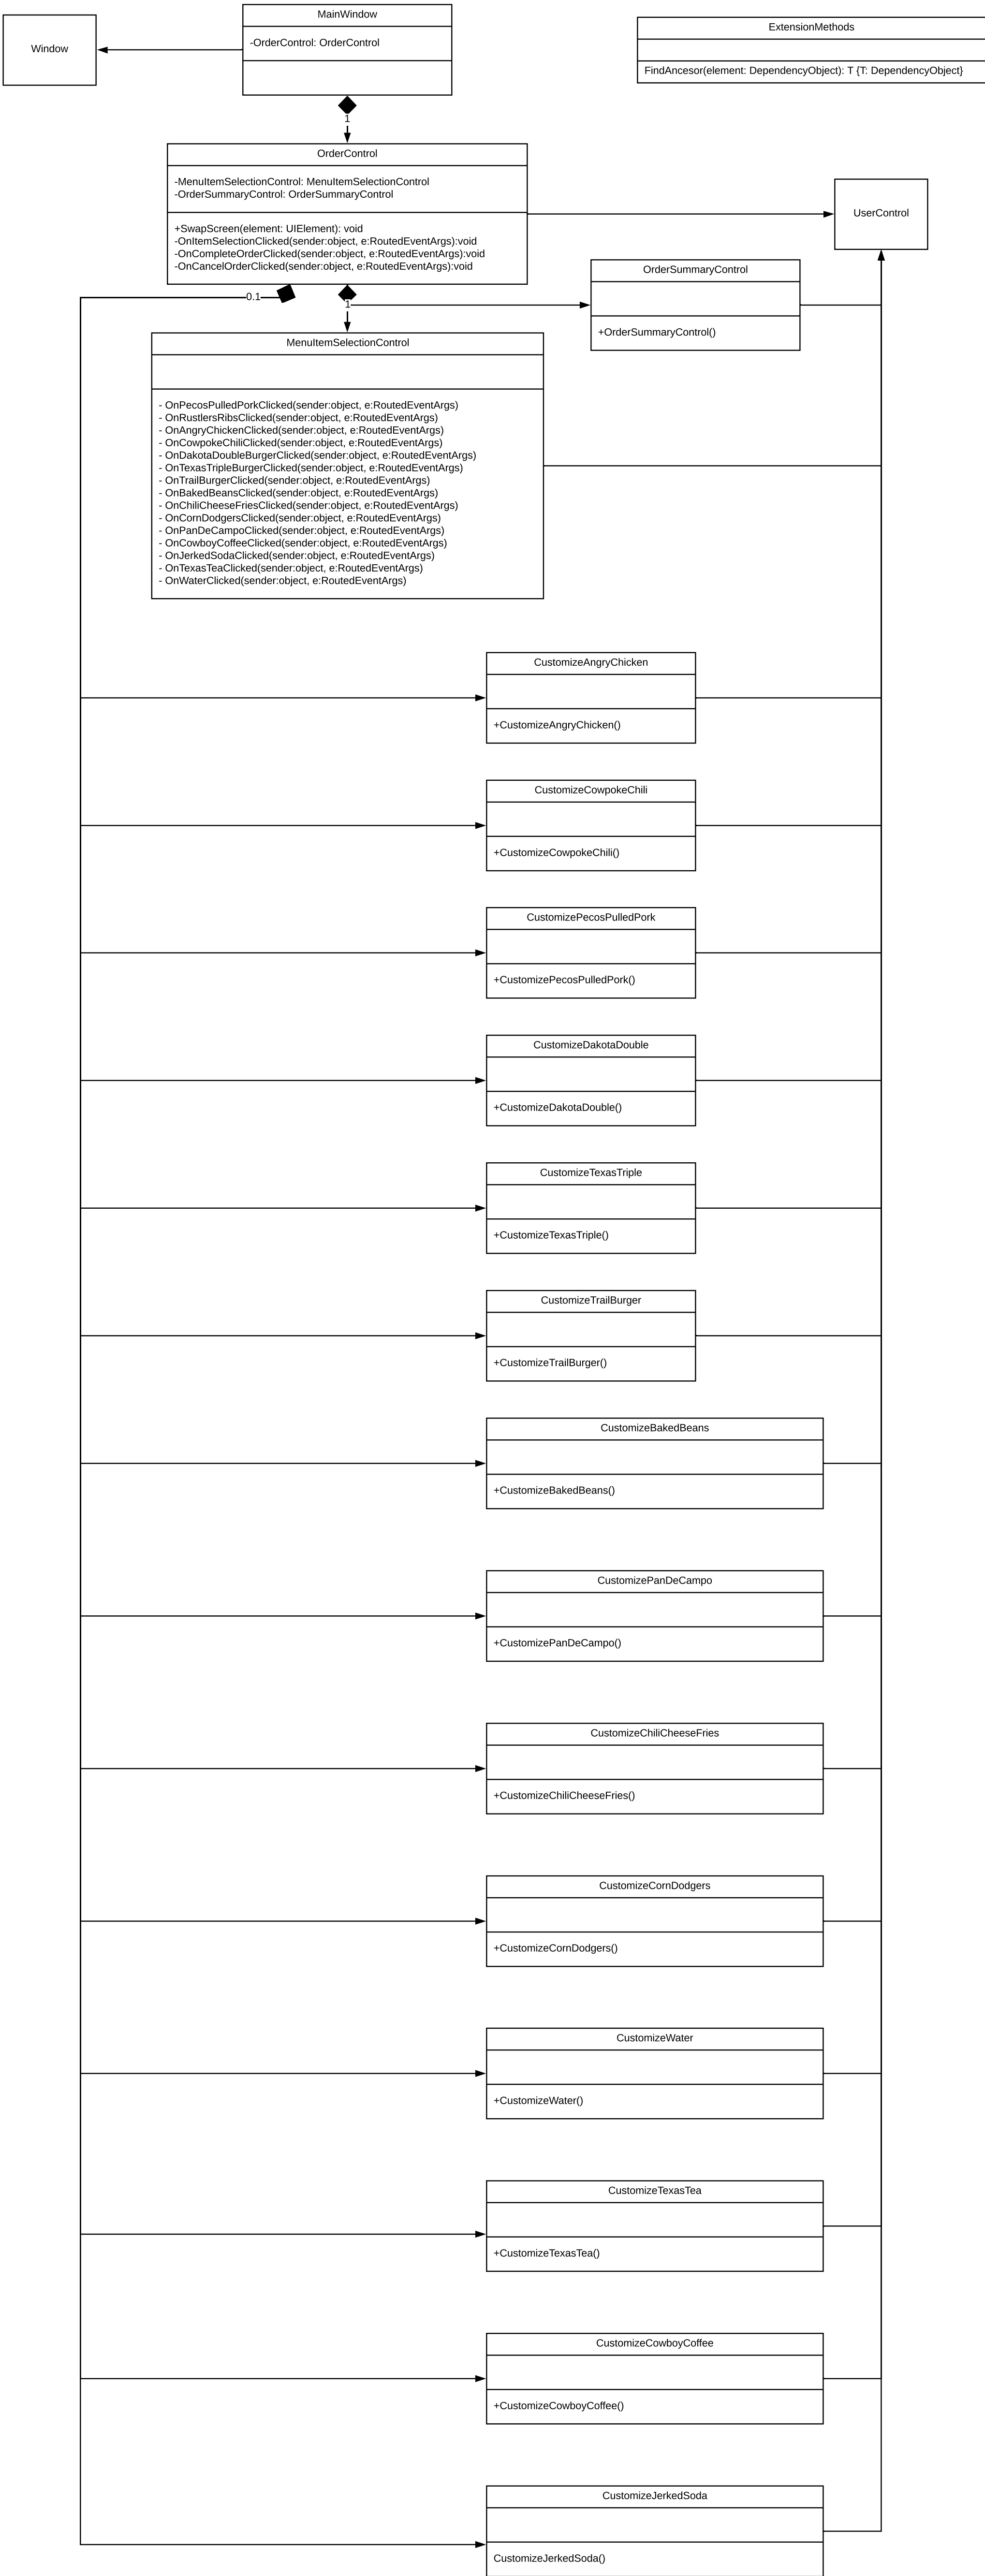 Window
MainWindow
-OrderControl: OrderControl
ExtensionMethods
FindAncesor(element: DependencyObject): T {T: DependencyObject}
1
OrderControl
-MenuItemSelectionControl: MenuItemSelectionControl
-OrderSummaryControl: OrderSummaryControl
+SwapScreen(element: UIElement): void
-OnItemSelectionClicked(sender:object, e:RoutedEventArgs):void
-OnCompleteOrderClicked(sender:object, e:RoutedEventArgs):void
-OnCancelOrderClicked(sender:object, e:RoutedEventArgs):void
UserControl
OrderSummaryControl
+OrderSummaryControl()
0.1
1
MenuItemSelectionControl
- OnPecosPulledPorkClicked(sender:object, e:RoutedEventArgs)
- OnRustlersRibsClicked(sender:object, e:RoutedEventArgs)
- OnAngryChickenClicked(sender:object, e:RoutedEventArgs)
- OnCowpokeChiliClicked(sender:object, e:RoutedEventArgs)
- OnDakotaDoubleBurgerClicked(sender:object, e:RoutedEventArgs)
- OnTexasTripleBurgerClicked(sender:object, e:RoutedEventArgs)
- OnTrailBurgerClicked(sender:object, e:RoutedEventArgs)
- OnBakedBeansClicked(sender:object, e:RoutedEventArgs)
- OnChiliCheeseFriesClicked(sender:object, e:RoutedEventArgs)
- OnCornDodgersClicked(sender:object, e:RoutedEventArgs)
- OnPanDeCampoClicked(sender:object, e:RoutedEventArgs)
- OnCowboyCoffeeClicked(sender:object, e:RoutedEventArgs)
- OnJerkedSodaClicked(sender:object, e:RoutedEventArgs)
- OnTexasTeaClicked(sender:object, e:RoutedEventArgs)
- OnWaterClicked(sender:object, e:RoutedEventArgs)
CustomizeAngryChicken
+CustomizeAngryChicken()
CustomizeCowpokeChili
+CustomizeCowpokeChili()
CustomizePecosPulledPork
+CustomizePecosPulledPork()
CustomizeDakotaDouble
+CustomizeDakotaDouble()
CustomizeTexasTriple
+CustomizeTexasTriple()
CustomizeTrailBurger
+CustomizeTrailBurger()
CustomizeBakedBeans
+CustomizeBakedBeans()
CustomizePanDeCampo
+CustomizePanDeCampo()
CustomizeChiliCheeseFries
+CustomizeChiliCheeseFries()
CustomizeCornDodgers
+CustomizeCornDodgers()
CustomizeWater
+CustomizeWater()
CustomizeTexasTea
+CustomizeTexasTea()
CustomizeCowboyCoffee
+CustomizeCowboyCoffee()
CustomizeJerkedSoda
CustomizeJerkedSoda()